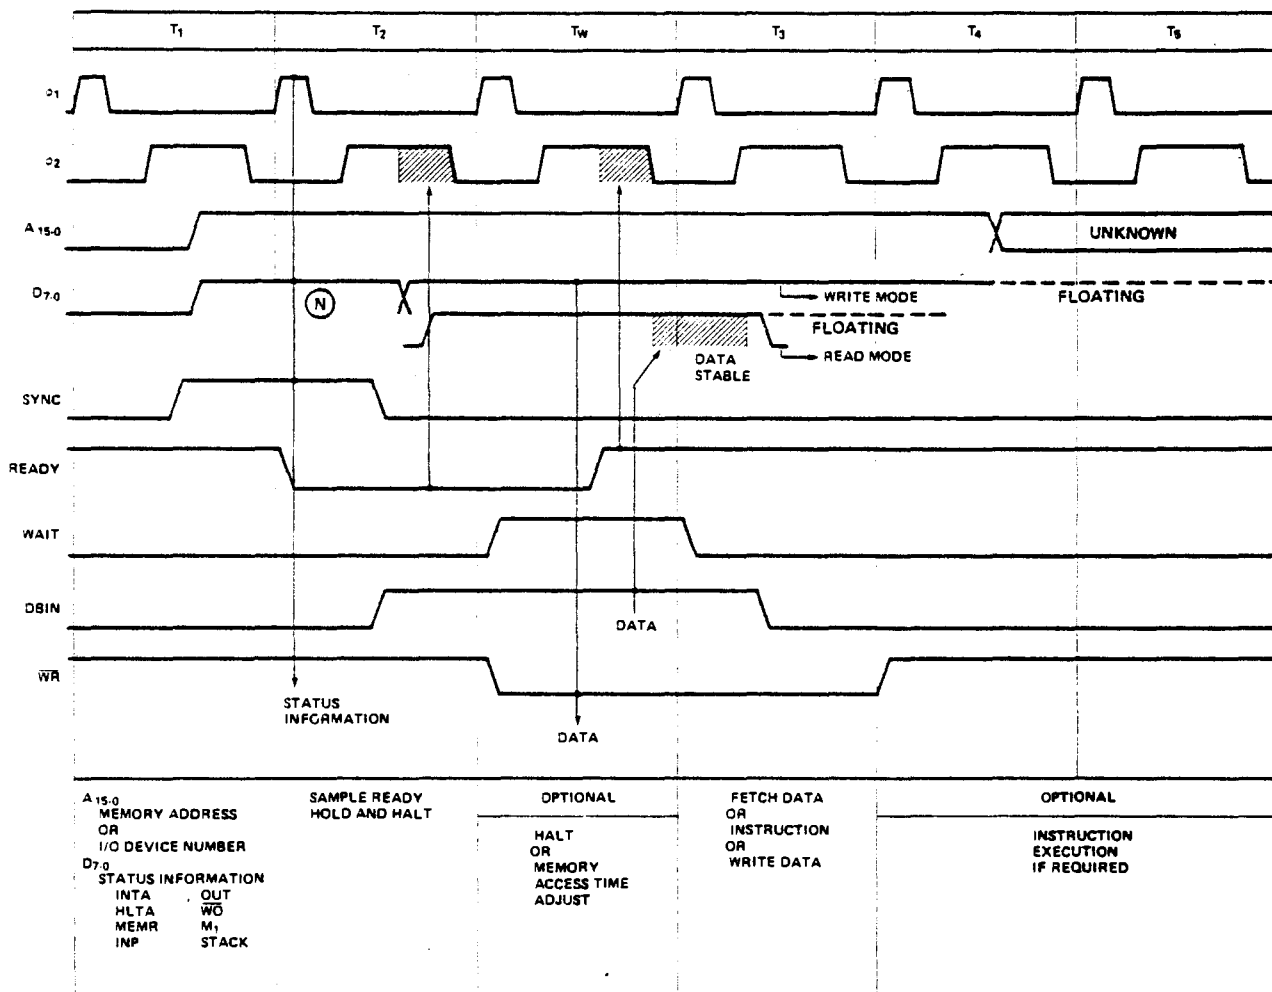 T1 T2 TW T3 T4 T5
φ1
φ2
A15-0
UNKNOWN
D7-0
N
WRITE MODE
FLOATING
FLOATING
DATA
STABLE
READ MODE
SYNC
READY
WAIT
DBIN
DATA
WR
STATUS
INFORMATION
DATA
A15-0
MEMORY ADDRESS
OR
I/O DEVICE NUMBER
D7-0
STATUS INFORMATION
INTA OUT
HLTA WO
MEMR M1
INP STACK
SAMPLE READY
HOLD AND HALT
OPTIONAL
HALT
OR
MEMORY
ACCESS TIME
ADJUST
FETCH DATA
OR
INSTRUCTION
OR
WRITE DATA
OPTIONAL
INSTRUCTION
EXECUTION
IF REQUIRED